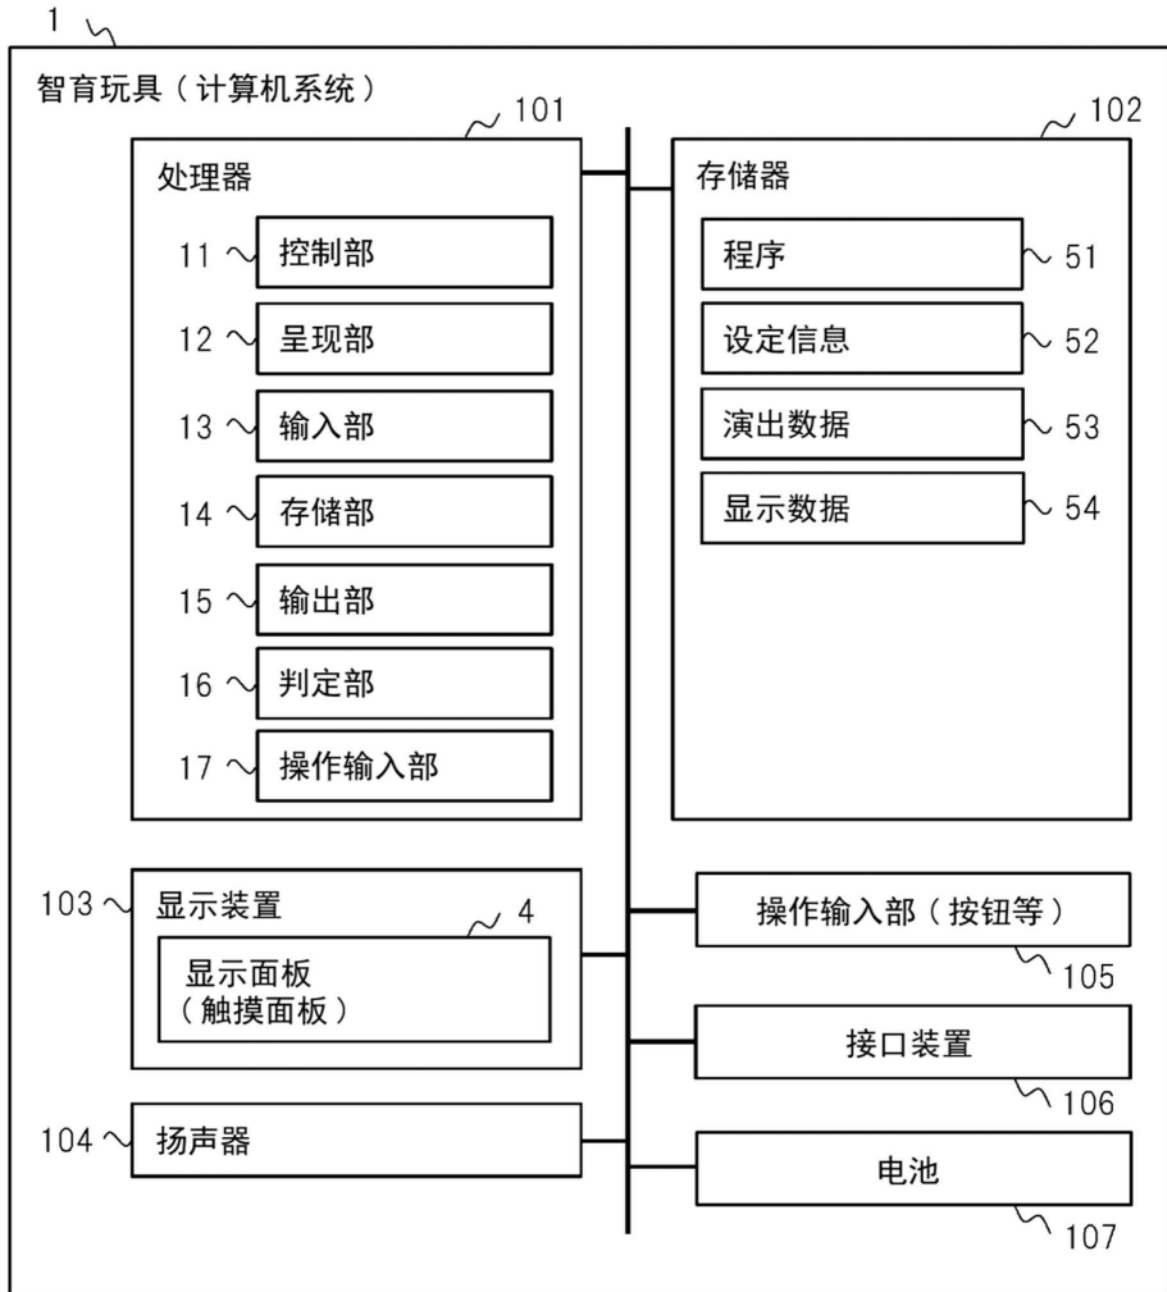 1
智育玩具(计算机系统)
101
处理器
11 控制部
12 呈现部
13 输入部
14 存储部
15 输出部
16 判定部
17 操作输入部
102
存储器
程序 51
设定信息 52
演出数据 53
显示数据 54
103 显示装置
4
显示面板
(触摸面板)
104 扬声器
操作输入部(按钮等)
105
接口装置
106
电池
107